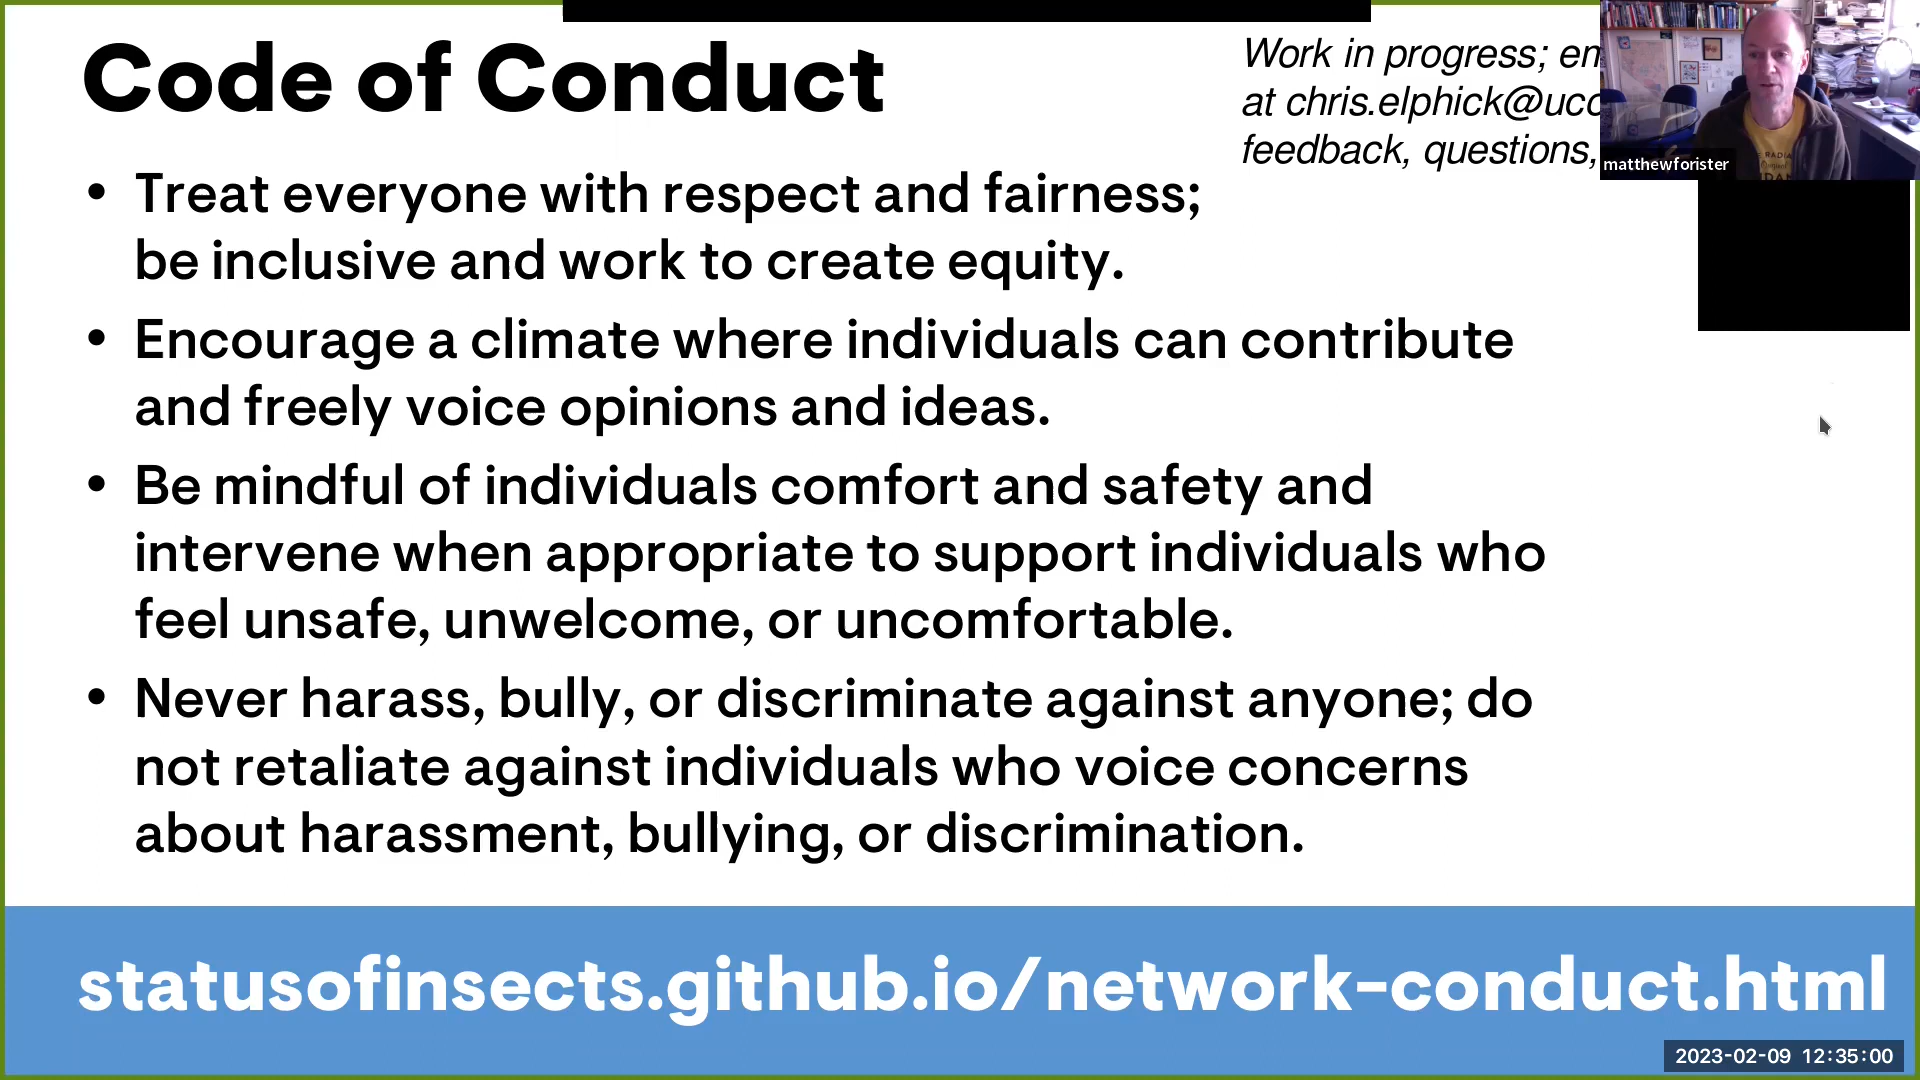 Code of Conduct
Work in progress;
at
feedback, questions,
matthewforister
• Treat everyone with respect and fairness;
be inclusive and work to create equity.
• Encourage a climate where individuals can contribute
and freely voice opinions and ideas.
• Be mindful of individuals comfort and safety and
intervene when appropriate to support individuals who
feel unsafe, unwelcome, or uncomfortable.
• Never harass, bully, or discriminate against anyone; do
not retaliate against individuals who voice concerns
about harassment, bullying, or discrimination.
statusofinsects.github.io/network-conduct.html
2023-02-09 12:35:00